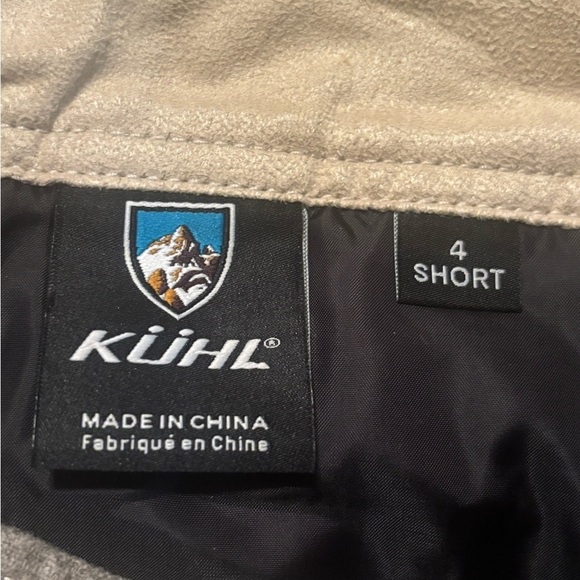 KÜHL®
MADE IN CHINA
Fabriqué en Chine
4
SHORT